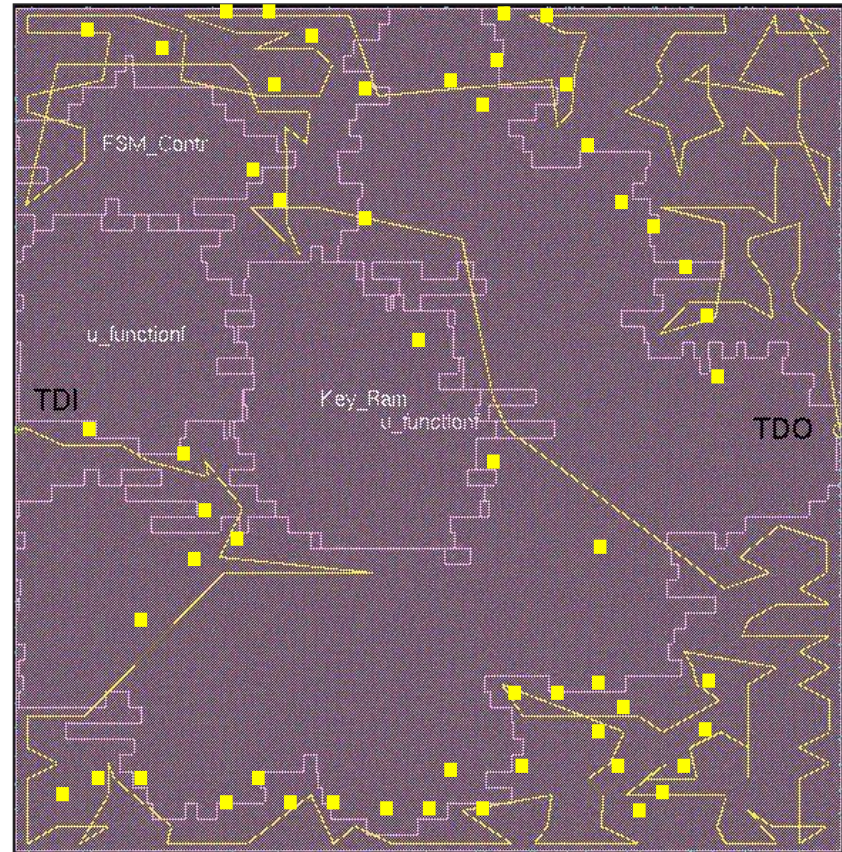 FSM_Contr
u_functionf
TDI
Key_Ram
u_functionf
TDO